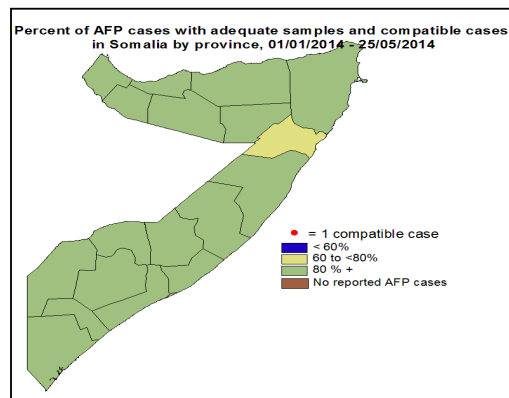 Percent of AFP cases with adequate samples and compatible cases
in Somalia by province, 01/01/2014 - 25/05/2014
= 1 compatible case
< 60%
60 to <80%
80 % +
No reported AFP cases